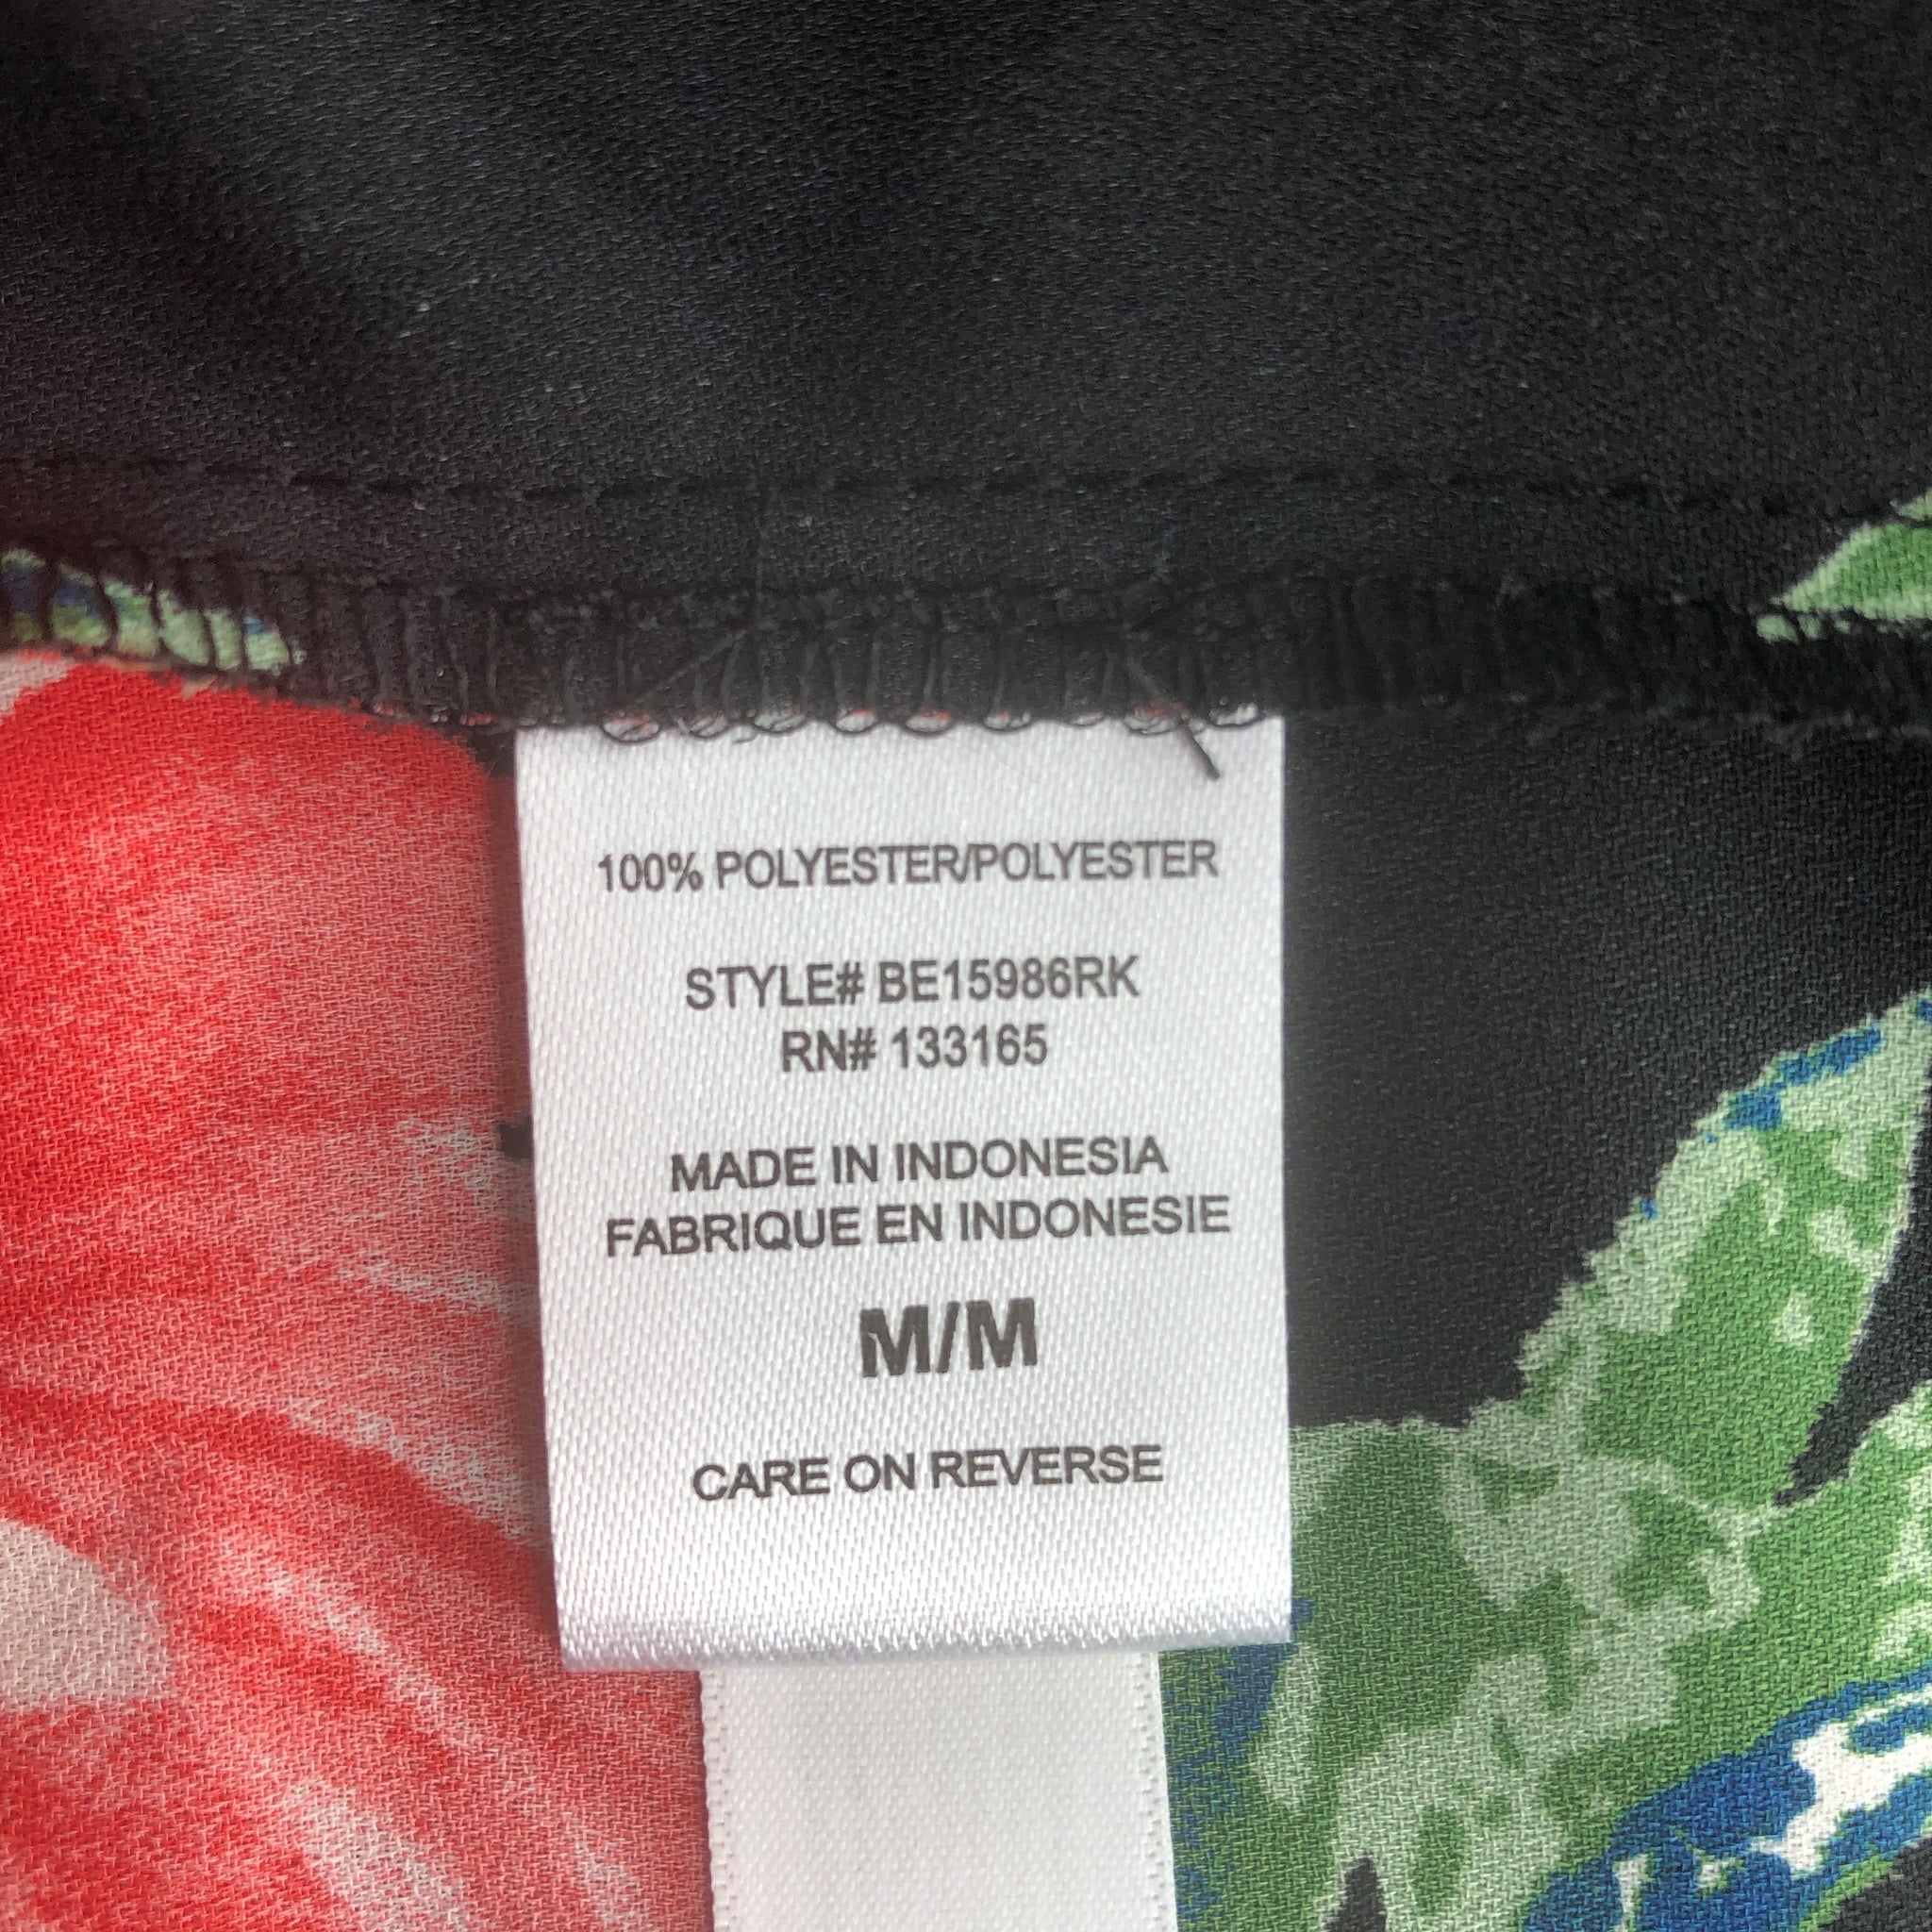 100% POLYESTER/POLYESTER
STYLE# BE15986RK
RN# 133165
MADE IN INDONESIA
FABRIQUE EN INDONESIE
M/M
CARE ON REVERSE